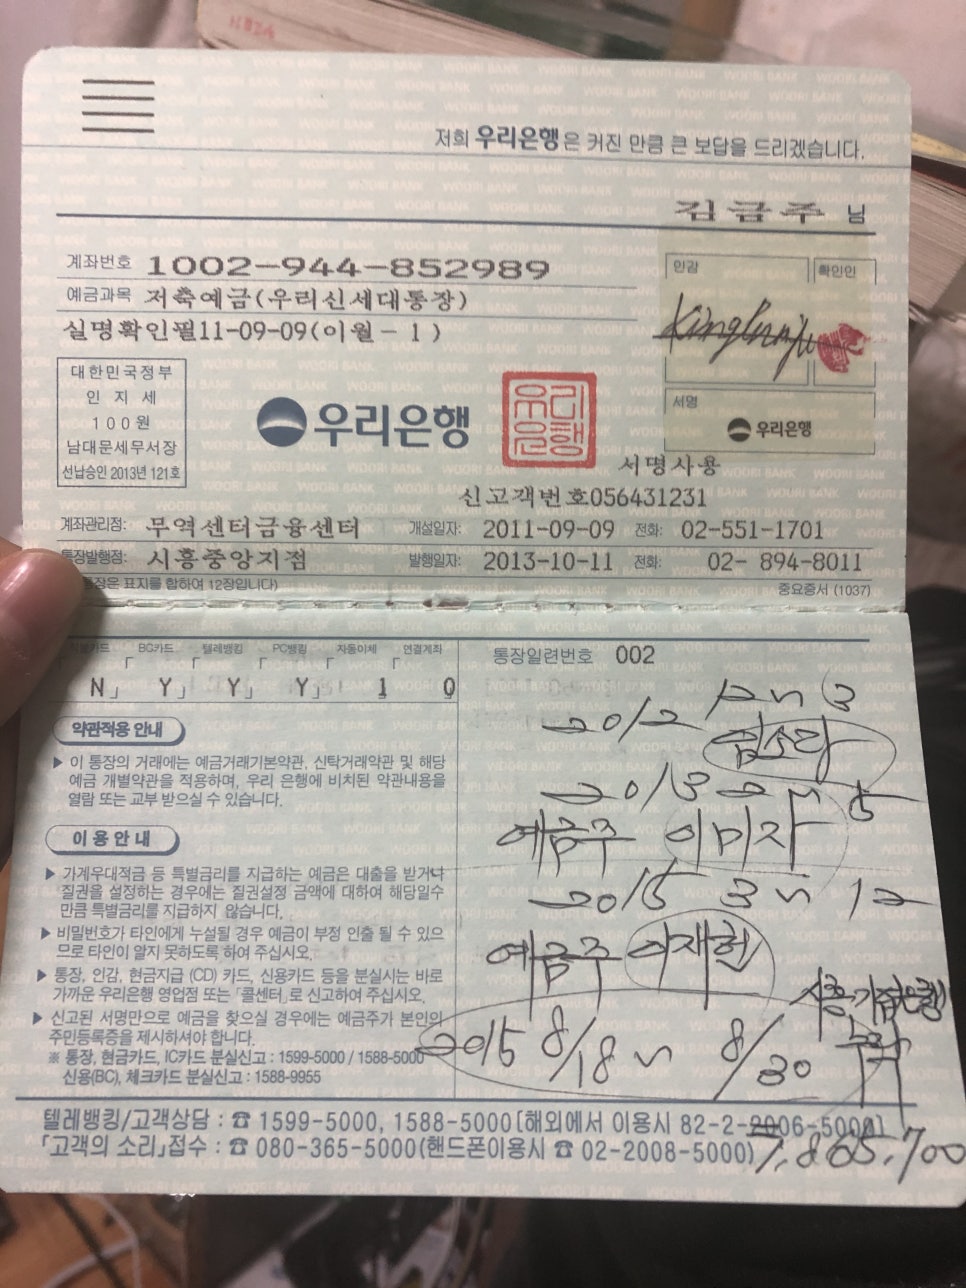 저희 우리은행은 커진 만큼 큰 보답을 드리겠습니다.
김금주 님
계좌번호 1002-944-852989
예금과목 저축예금(우리신세대통장)
실명확인필11-09-09(이월-1)
인감
확인인
서명
우리은행
대한민국정부
인지세
100원
남대문세무서장
선납승인 2013년 121호
우리은행
우리은행
서명사용
신고객번호056431231
계좌관리점: 무역센터금융센터 개설일자: 2011-09-09 전화: 02-551-1701
통장발행점: 시흥중앙지점 발행일자: 2013-10-11 전화: 02- 894-8011
통장은 표지를 합하여 12장입니다)
중요증서 (1037)
BC카드 텔레뱅킹 PC뱅킹 자동이체 연결계좌
N Y Y Y 1 0
통장일련번호 002
약관적용 안내
▶ 이 통장의 거래에는 예금거래기본약관, 신탁거래약관 및 해당
예금 개별약관을 적용하며, 우리 은행에 비치된 약관내용을
열람 또는 교부 받으실 수 있습니다.
이용안내
▶ 가계우대적금 등 특별금리를 지급하는 예금은 대출을 받거나
질권을 설정하는 경우에는 질권설정 금액에 대하여 해당일수
만큼 특별금리를 지급하지 않습니다.
▶ 비밀번호가 타인에게 누설될 경우 예금이 부정 인출 될 수 있으
므로 타인이 알지 못하도록 하여 주십시오.
▶ 통장, 인감, 현금지급 (CD) 카드, 신용카드 등을 분실시는 바로
가까운 우리은행 영업점 또는 「콜센터」로 신고하여 주십시오.
▶ 신고된 서명만으로 예금을 찾으실 경우에는 예금주가 본인의
주민등록증을 제시하셔야 합니다.
※ 통장, 현금카드, IC카드 분실신고 : 1599-5000 / 1588-5000
신용(BC), 체크카드 분실신고 : 1588-9955
2012 12~3
2013 2~5
예금주 이미자
2015 3~12
예금주 이재현
2015 8/18~8/30
텔레뱅킹/고객상담 : ☎ 1599-5000, 1588-5000(해외에서 이용시 82-2-2006-5000)
「고객의 소리」접수 : ☎ 080-365-5000(핸드폰이용시 ☎ 02-2008-5000)
7,865,700